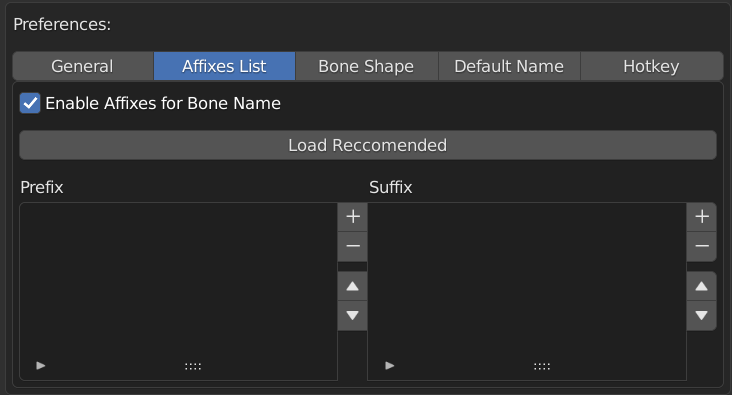 Preferences:
General Affixes List Bone Shape Default Name Hotkey
Enable Affixes for Bone Name
Load Reccomended
Prefix Suffix